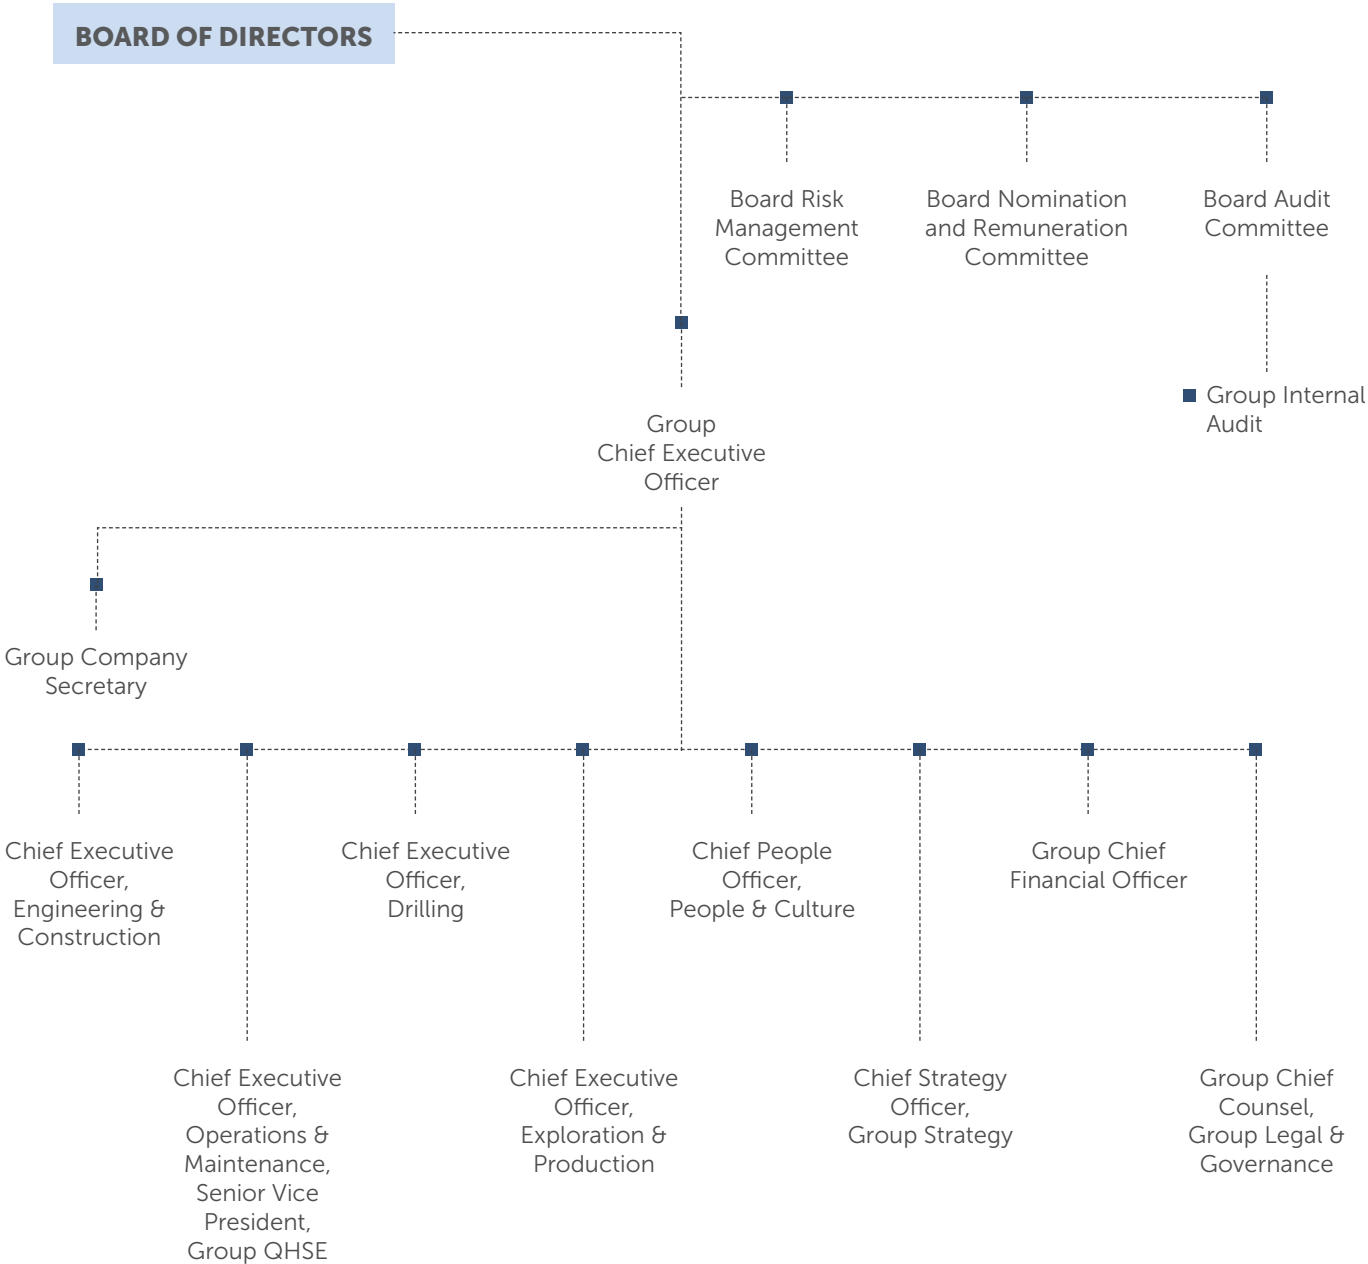 BOARD OF DIRECTORS
Board Risk
Management
Committee
Board Nomination
and Remuneration
Committee
Board Audit
Committee
Group Internal
Audit
Group
Chief Executive
Officer
Group Company
Secretary
Chief Executive
Officer,
Engineering &
Construction
Chief Executive
Officer,
Drilling
Chief People
Officer,
People & Culture
Group Chief
Financial Officer
Chief Executive
Officer,
Operations &
Maintenance,
Senior Vice
President,
Group QHSE
Chief Executive
Officer,
Exploration &
Production
Chief Strategy
Officer,
Group Strategy
Group Chief
Counsel,
Group Legal &
Governance